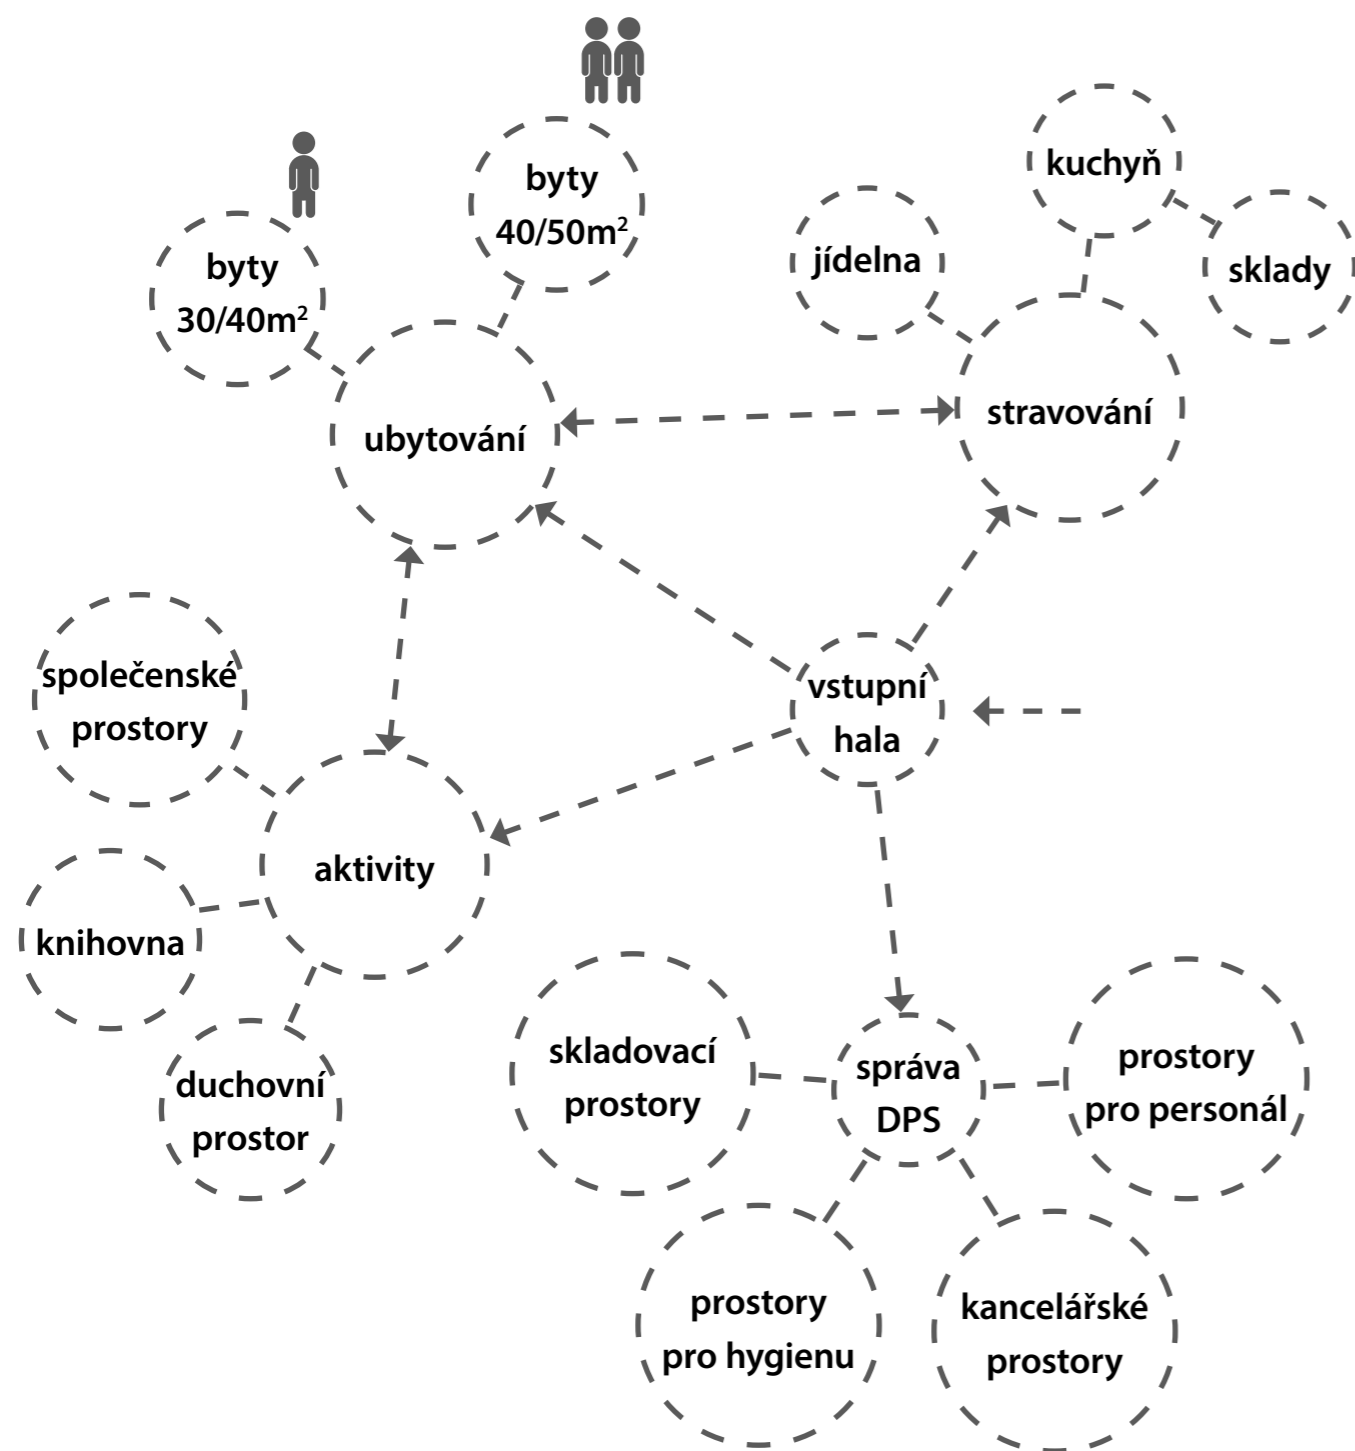 byty
40/50m²
kuchyň
byty
30/40m²
jídelna
sklady
ubytování
stravování
společenské
prostory
vstupní
hala
aktivity
knihovna
duchovní
prostor
skladovací
prostory
správa
DPS
prostory
pro personál
prostory
pro hygienu
kancelářské
prostory